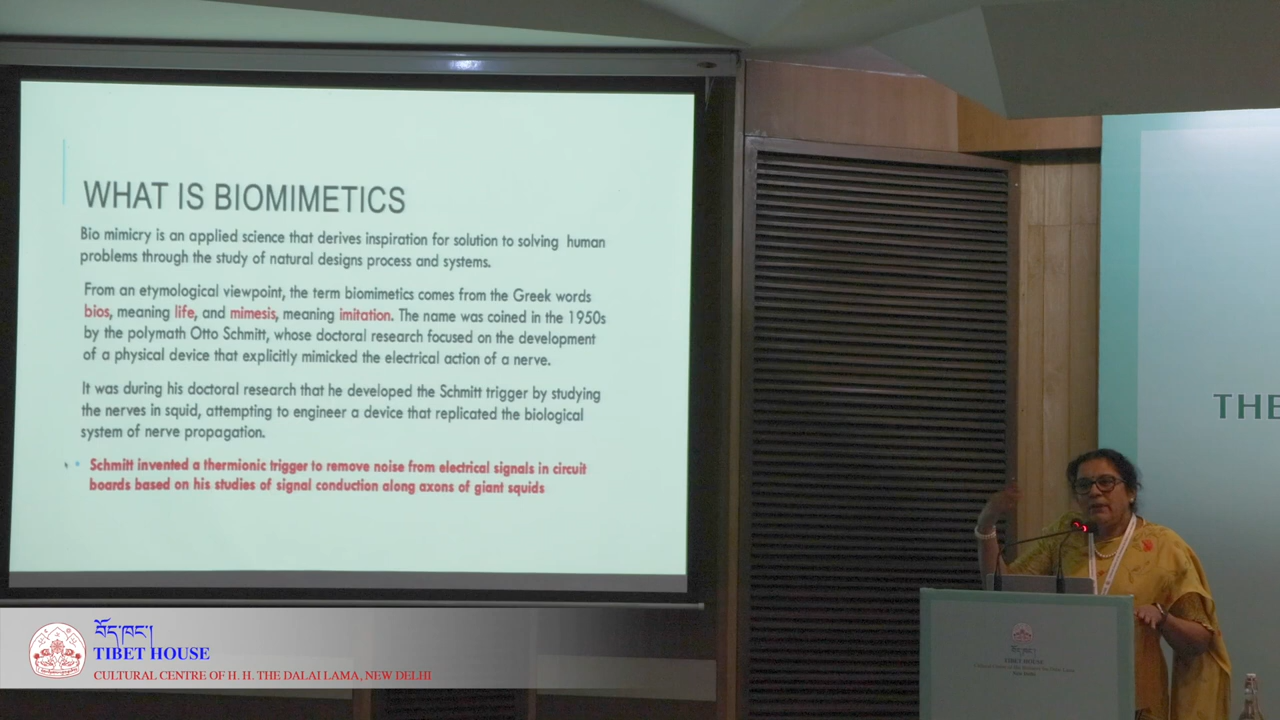 WHAT IS BIOMIMETICS
Bio mimicry is an applied science that derives inspiration for solution to solving human
problems through the study of natural designs process and systems.
From an etymological viewpoint, the term biomimetics comes from the Greek words
bios, meaning life, and mimesis, meaning imitation. The name was coined in the 1950s
by the polymath Otto Schmitt, whose doctoral research focused on the development
of a physical device that explicitly mimicked the electrical action of a nerve.
It was during his doctoral research that he developed the Schmitt trigger by studying
the nerves in squid, attempting to engineer a device that replicated the biological
system of nerve propagation.
• Schmitt invented a thermionic trigger to remove noise from electrical signals in circuit
boards based on his studies of signal conduction along axons of giant squids
THE
བོད་ཁང་།
TIBET HOUSE
CULTURAL CENTRE OF H. H. THE DALAI LAMA, NEW DELHI
བོད་ཁང་།
TIBET HOUSE